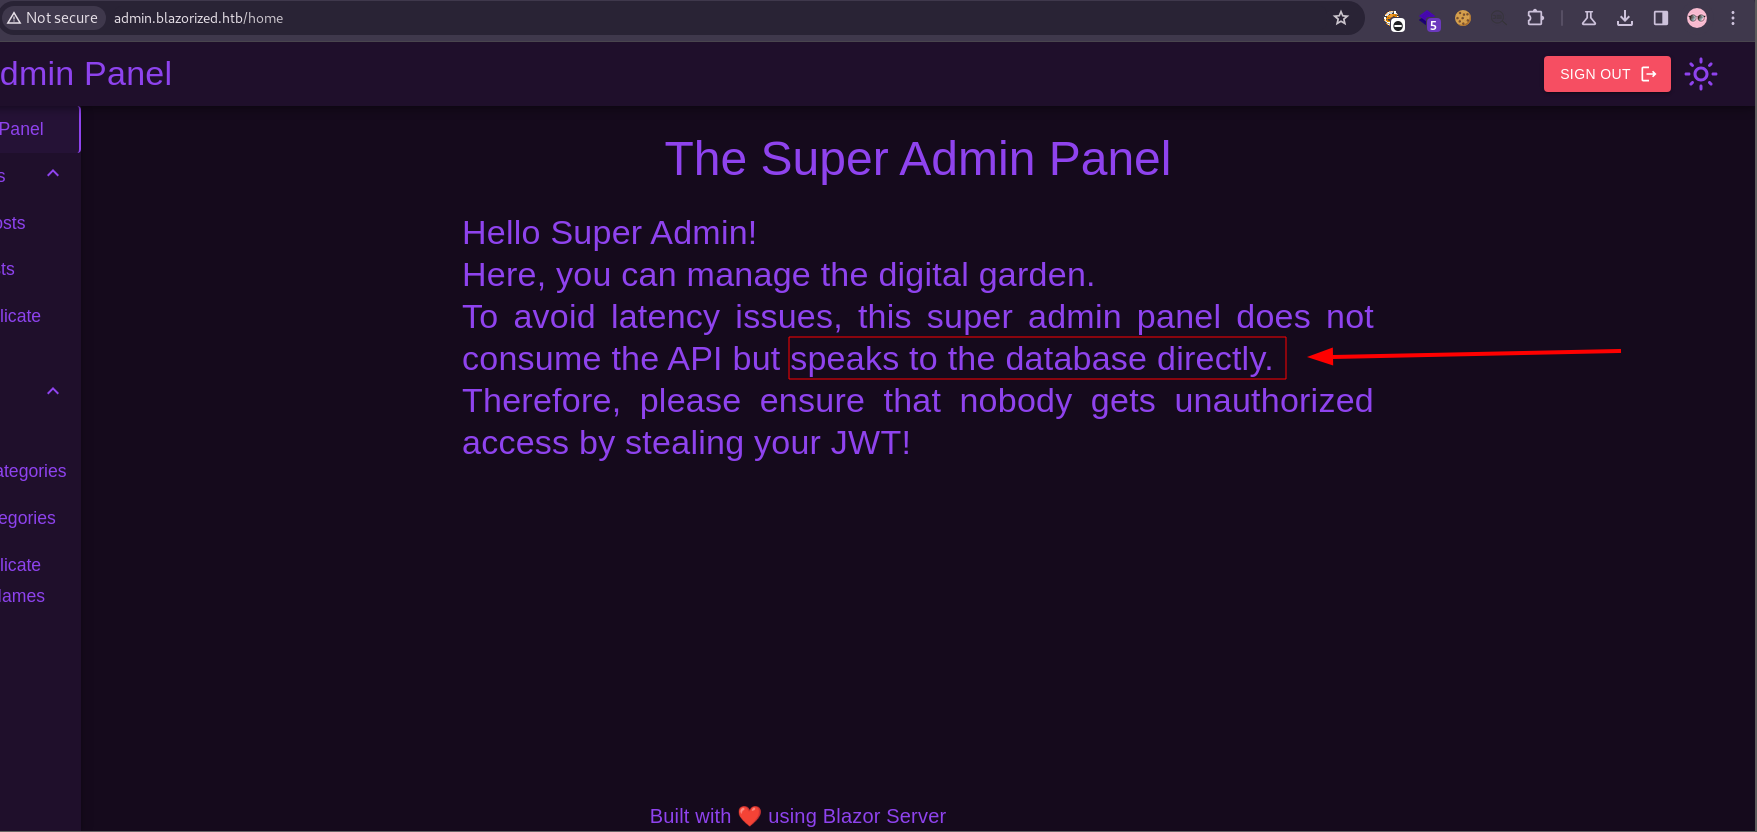 Not secure admin.blazorized.htb/home
5
dmin Panel
SIGN OUT
Panel
s
osts
ts
licate
ategories
egories
licate
lames
The Super Admin Panel
Hello Super Admin!
Here, you can manage the digital garden.
To avoid latency issues, this super admin panel does not
consume the API but speaks to the database directly.
Therefore, please ensure that nobody gets unauthorized
access by stealing your JWT!
Built with ❤️ using Blazor Server